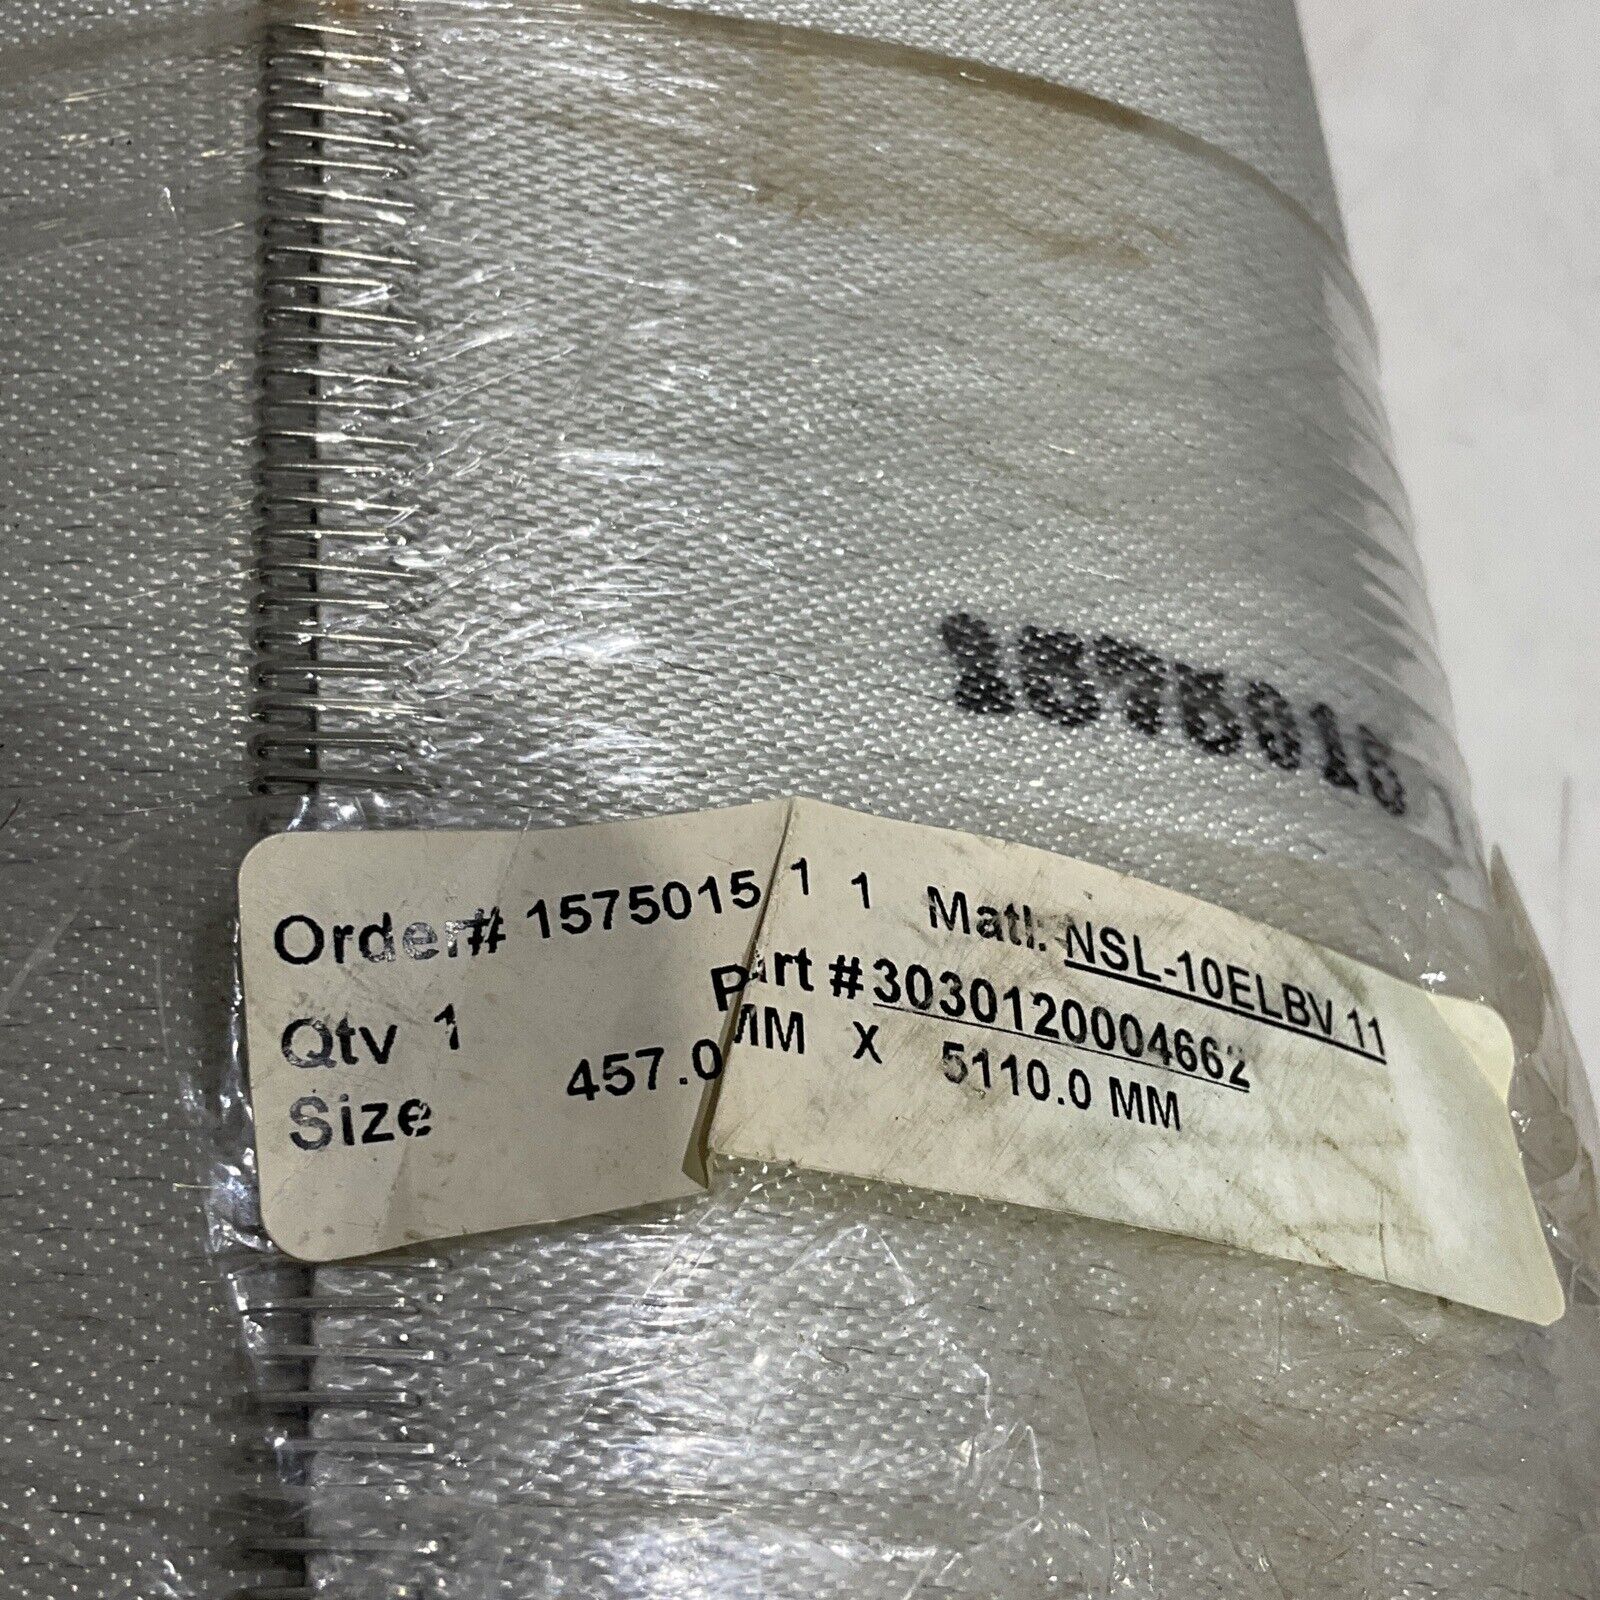 1575015
Order# 1575015 1 1 Matl: NSL-10ELBV 11
Qty 1 Part #3030120004662
Size 457.0 MM X 5110.0 MM